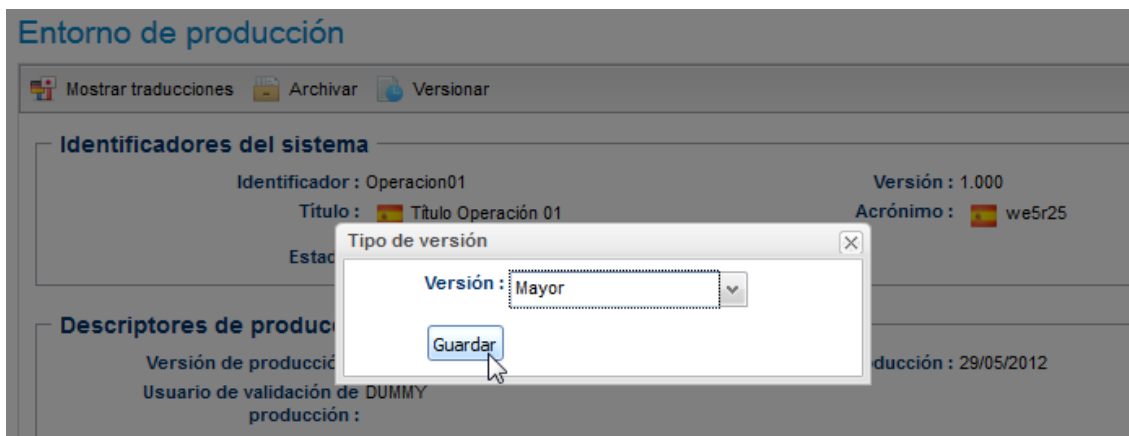 Entorno de producción
Mostrar traducciones Archivar Versionar
Identificadores del sistema
Identificador : Operacion01 Versión : 1.000
Título : Título Operación 01 Acrónimo : we5r25
Tipo de versión
Estad
Versión : Mayor
Descriptores de produc
Guardar
Versión de producció oducción : 29/05/2012
Usuario de validación de DUMMY
producción :